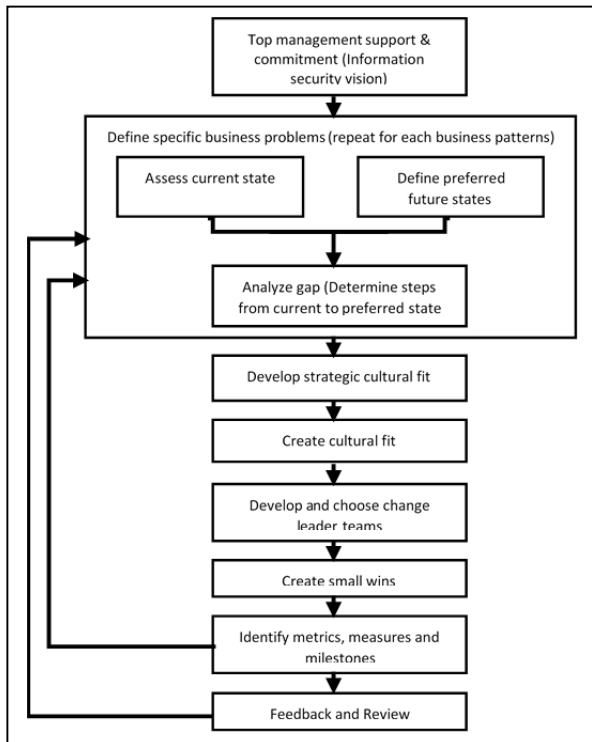 Top management support &
commitment (Information
security vision)
Define specific business problems (repeat for each business patterns)
Assess current state
Define preferred
future states
Analyze gap (Determine steps
from current to preferred state
Develop strategic cultural fit
Create cultural fit
Develop and choose change
leader teams
Create small wins
Identify metrics, measures and
milestones
Feedback and Review